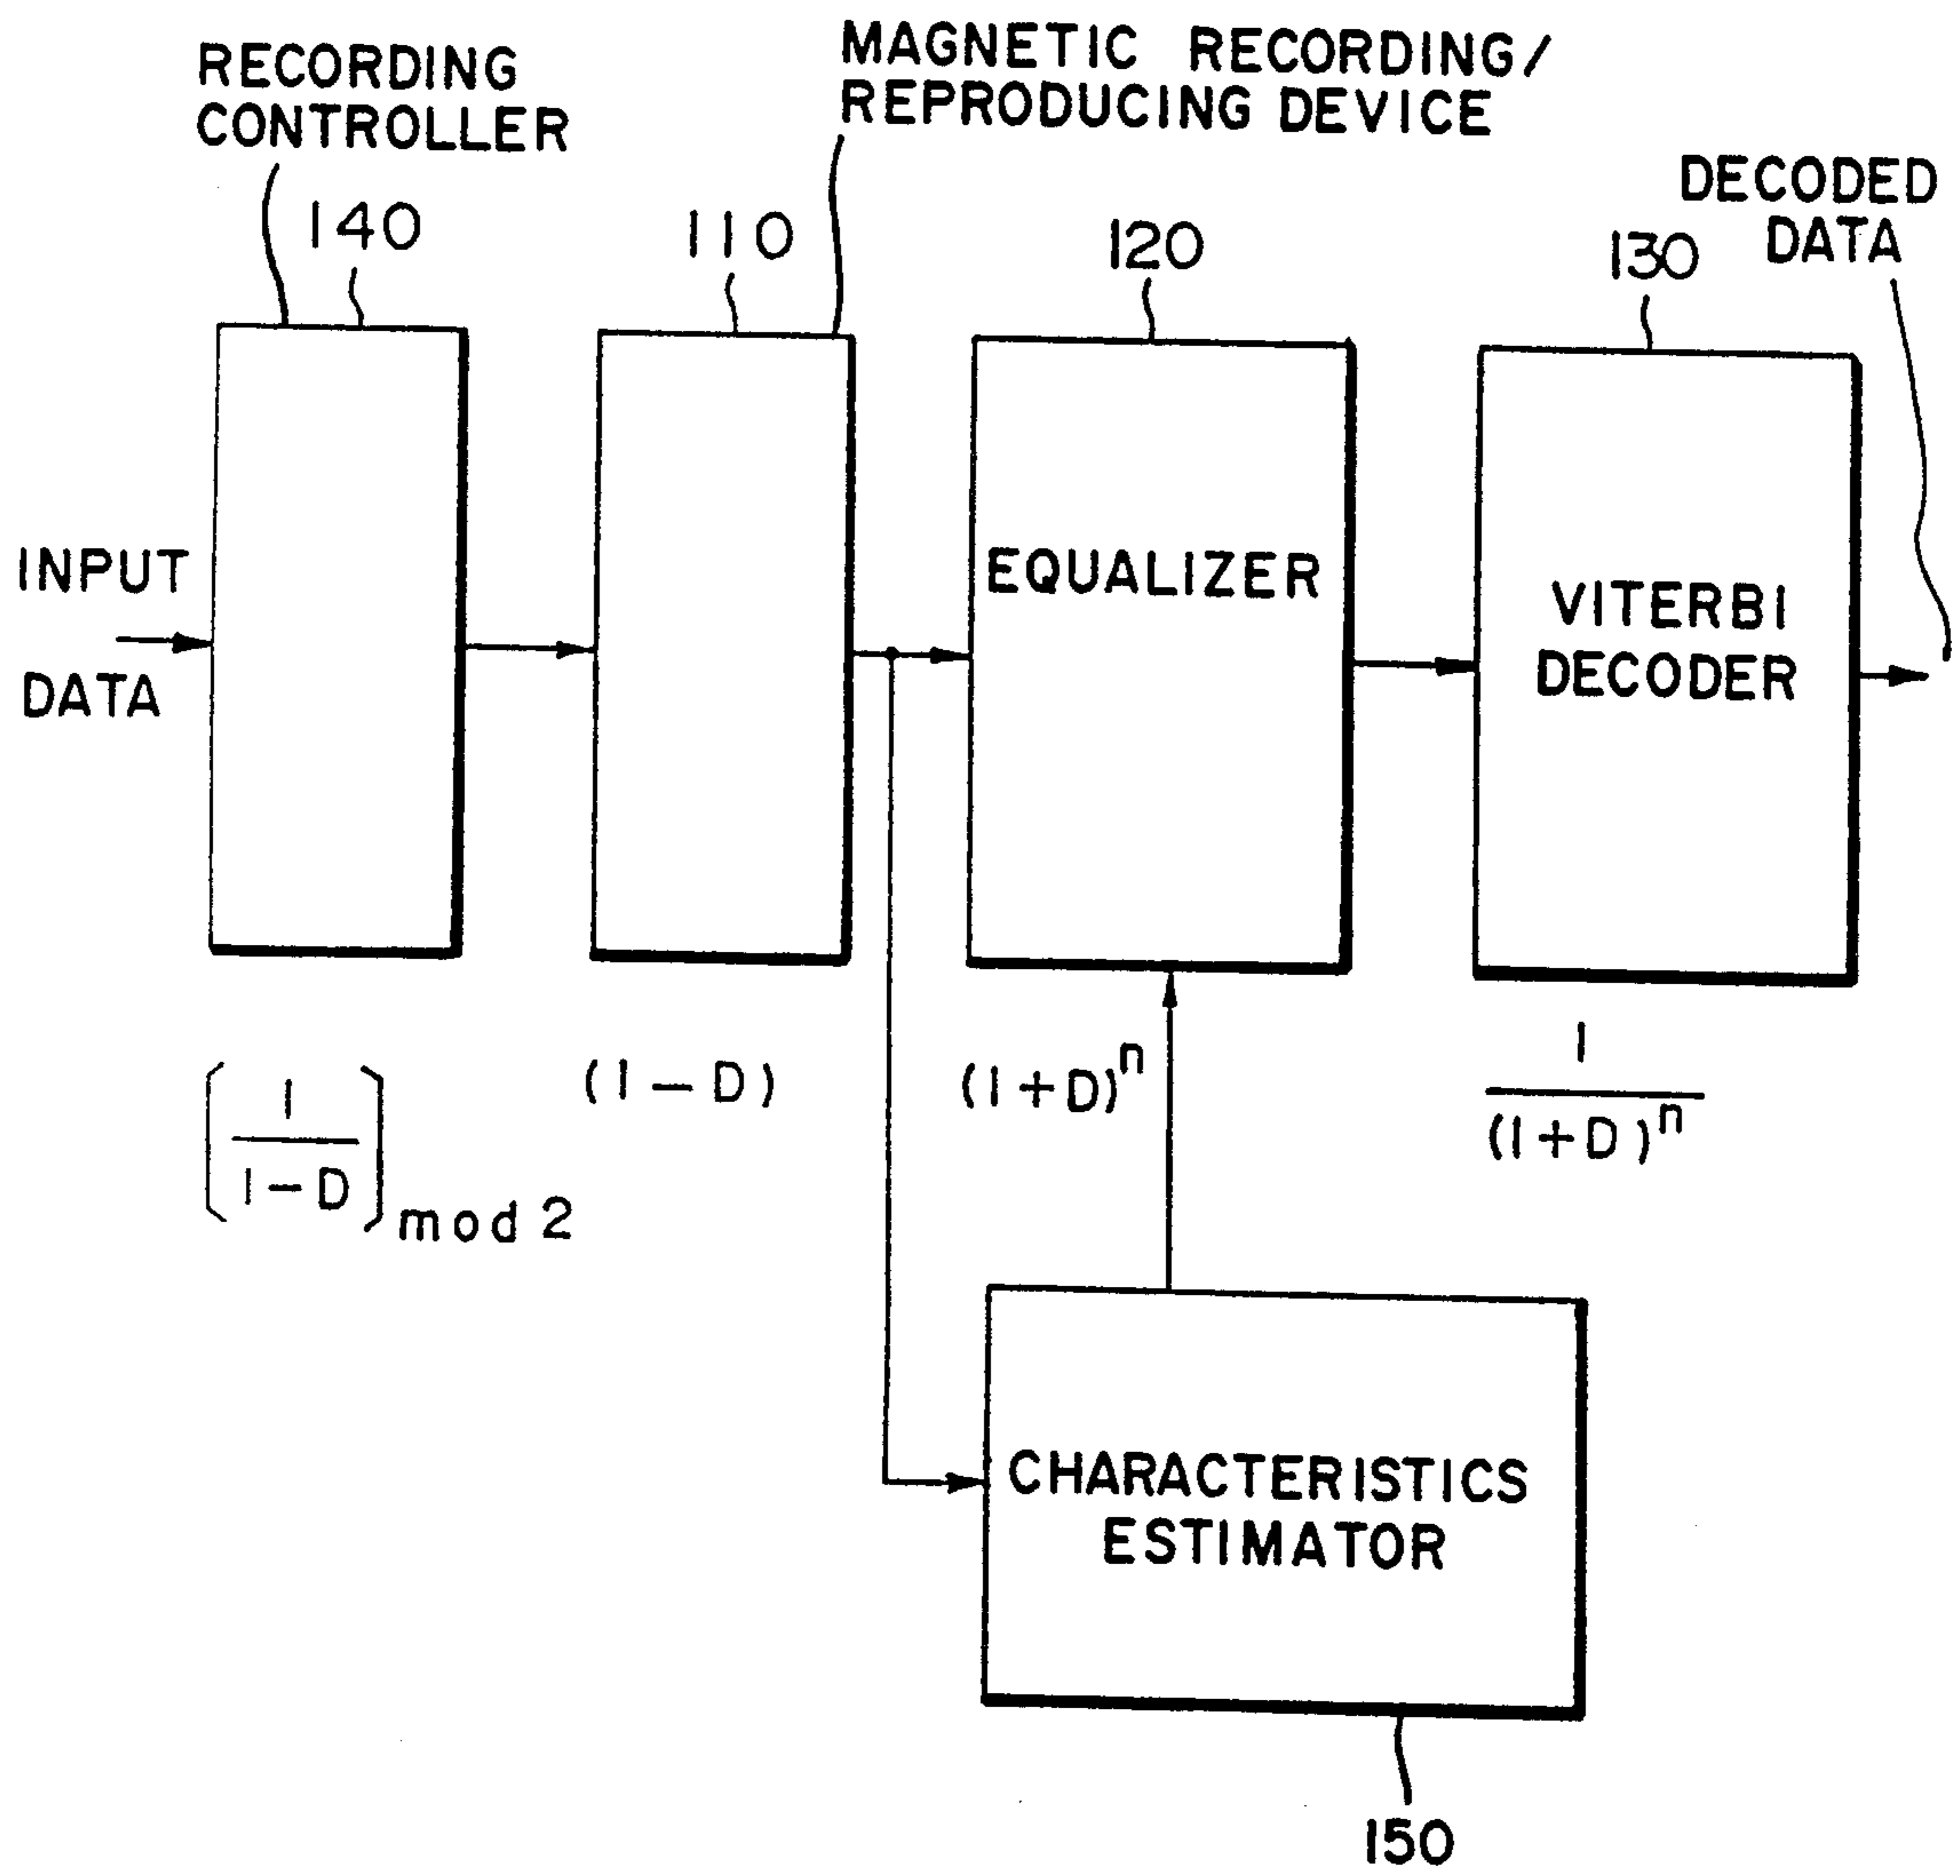 RECORDING
CONTROLLER
MAGNETIC RECORDING/
REPRODUCING DEVICE
DECODED
DATA
140
110
120
130
INPUT
DATA
EQUALIZER
VITERBI
DECODER
[1/(1-D)] mod 2
(1-D)
(1+D)^n
1/(1+D)^n
CHARACTERISTICS
ESTIMATOR
150